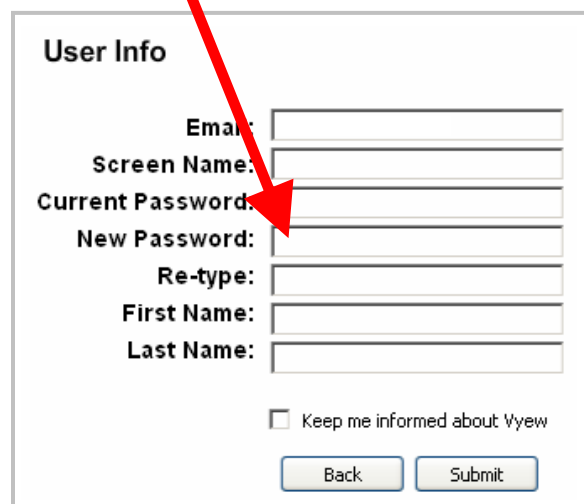 User Info
Email:
Screen Name:
Current Password:
New Password:
Re-type:
First Name:
Last Name:
Keep me informed about Vyew
Back Submit